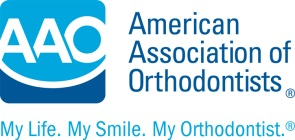 AAO®
American
Association of
Orthodontists®
My Life. My Smile. My Orthodontist.®